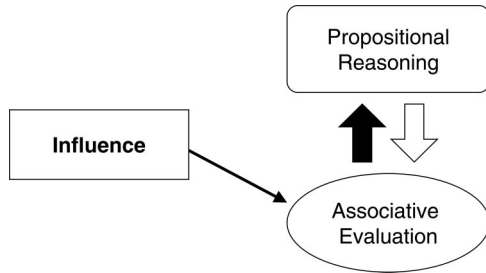 Propositional
Reasoning
Influence
Associative
Evaluation